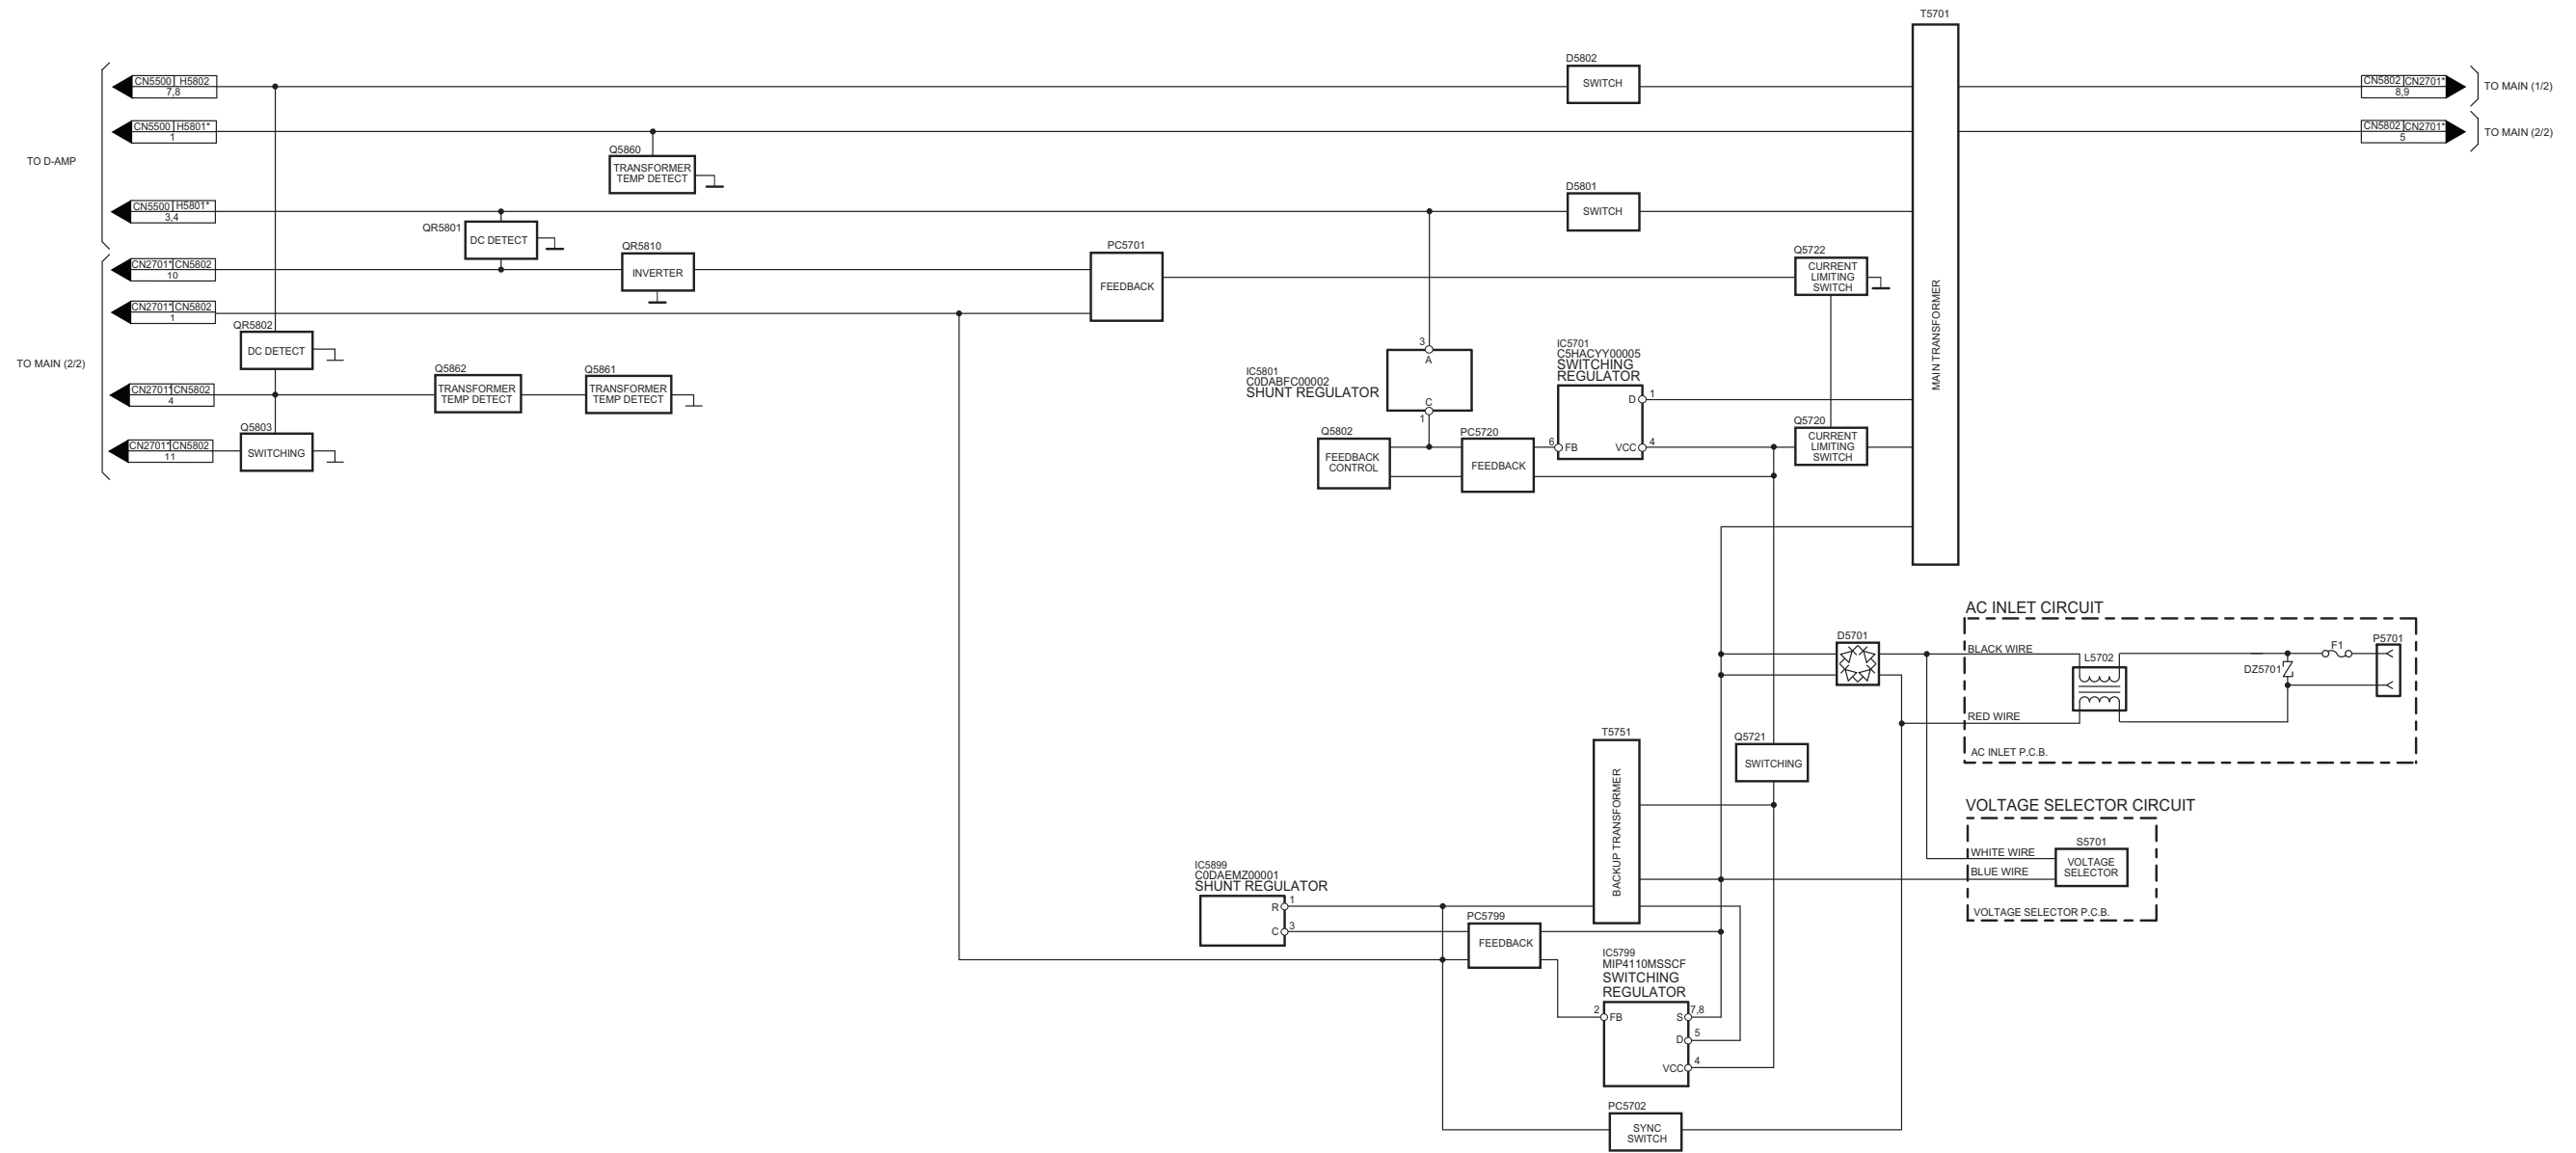 T5701
D5802
SWITCH
CN5500 H5802
7,8
CN5802 CN2701*
8,9
TO MAIN (1/2)
CN5500 H5801*
1
CN5802 CN2701*
5
TO MAIN (2/2)
TO D-AMP
Q5860
TRANSFORMER
TEMP DETECT
D5801
SWITCH
CN5500 H5801*
3,4
QR5801
DC DETECT
QR5810
INVERTER
PC5701
FEEDBACK
Q5722
CURRENT
LIMITING
SWITCH
MAIN TRANSFORMER
CN2701* CN5802
10
CN2701* CN5802
1
QR5802
DC DETECT
TO MAIN (2/2)
CN2701* CN5802
4
Q5862
TRANSFORMER
TEMP DETECT
Q5861
TRANSFORMER
TEMP DETECT
CN2701* CN5802
11
Q5803
SWITCHING
IC5801
C0DABFC00002
SHUNT REGULATOR
3
A
C
1
IC5701
C5HACYY00005
SWITCHING
REGULATOR
D 1
6 FB
VCC 4
Q5802
FEEDBACK
CONTROL
PC5720
FEEDBACK
Q5720
CURRENT
LIMITING
SWITCH
AC INLET CIRCUIT
D5701
BLACK WIRE
L5702
F1
P5701
DZ5701
RED WIRE
AC INLET P.C.B.
T5751
BACKUP TRANSFORMER
Q5721
SWITCHING
VOLTAGE SELECTOR CIRCUIT
S5701
WHITE WIRE
VOLTAGE
SELECTOR
BLUE WIRE
VOLTAGE SELECTOR P.C.B.
IC5899
C0DAEMZ00001
SHUNT REGULATOR
R 1
C 3
PC5799
FEEDBACK
IC5799
MIP4110MSSCF
SWITCHING
REGULATOR
2 FB
S 7,8
D 5
VCC 4
PC5702
SYNC
SWITCH